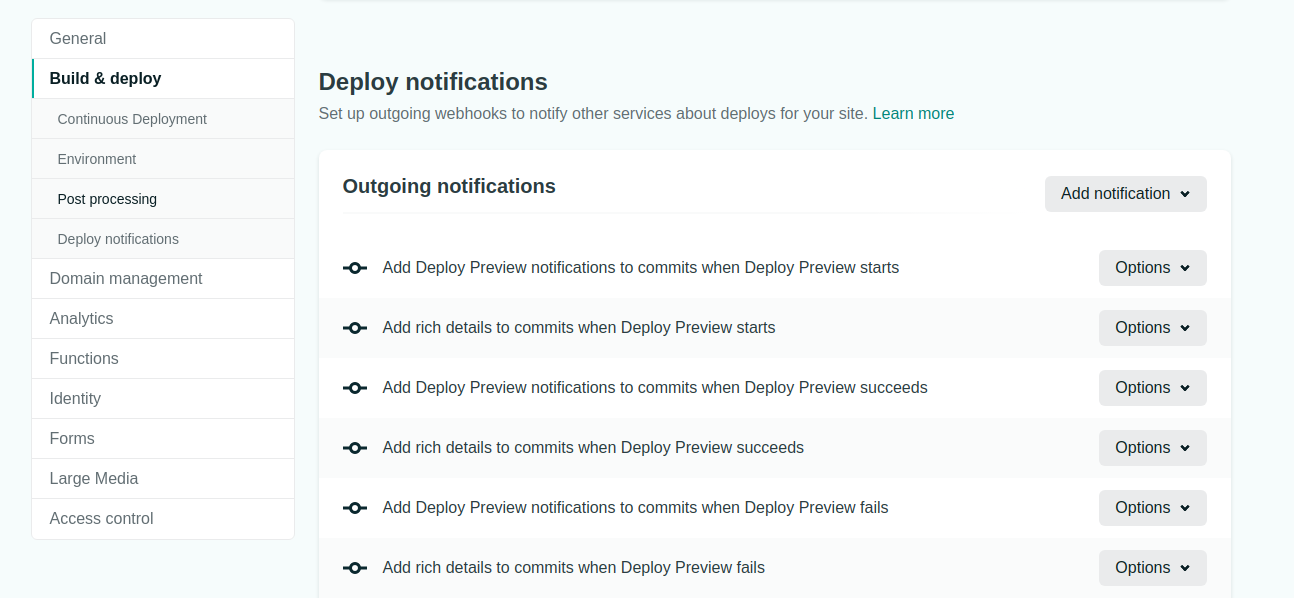 General
Build & deploy
Continuous Deployment
Environment
Post processing
Deploy notifications
Domain management
Analytics
Functions
Identity
Forms
Large Media
Access control
Deploy notifications
Set up outgoing webhooks to notify other services about deploys for your site. Learn more
Outgoing notifications
Add notification
Add Deploy Preview notifications to commits when Deploy Preview starts
Options
Add rich details to commits when Deploy Preview starts
Options
Add Deploy Preview notifications to commits when Deploy Preview succeeds
Options
Add rich details to commits when Deploy Preview succeeds
Options
Add Deploy Preview notifications to commits when Deploy Preview fails
Options
Add rich details to commits when Deploy Preview fails
Options